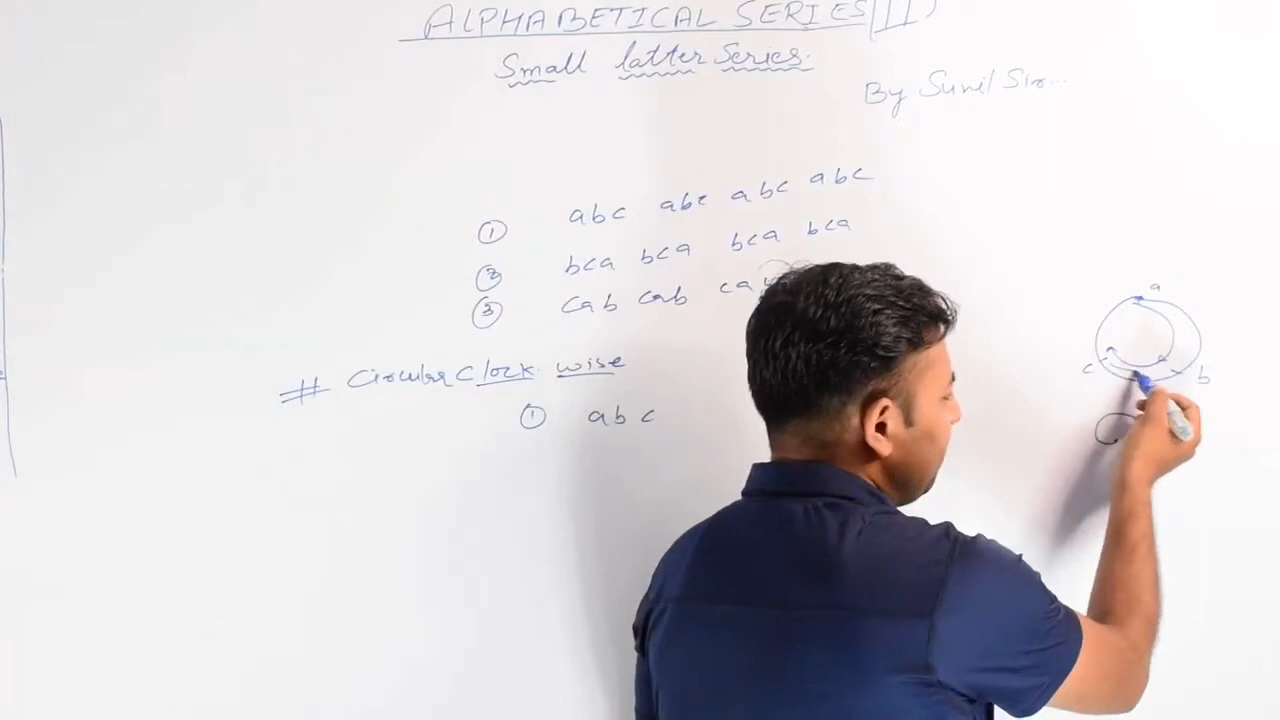 ALPHABETICAL SERIES (II)
Small latter Series.
By Sunil Sir...
① abc abc abc abc
② bca bca bca bca
③ cab cab ca
# Circular Clock wise
① abc
a
c b